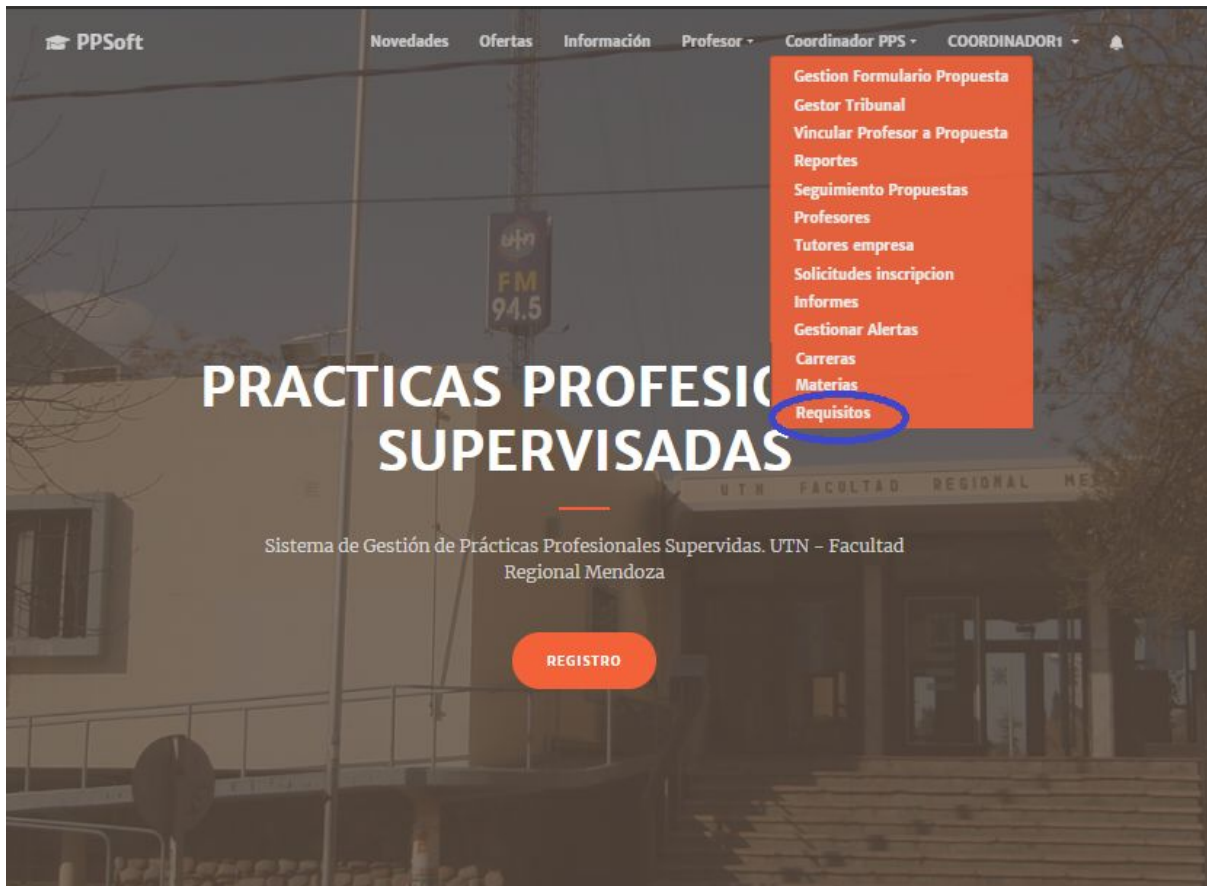 PPSoft
Novedades Ofertas Información Profesor Coordinador PPS COORDINADOR1
Gestion Formulario Propuesta
Gestor Tribunal
Vincular Profesor a Propuesta
Reportes
Seguimiento Propuestas
Profesores
Tutores empresa
Solicitudes inscripcion
Informes
Gestionar Alertas
Carreras
Materias
Requisitos
utn
FM
94.5
PRACTICAS PROFESIO
SUPERVISADAS
UTN FACULTAD REGIONAL ME
Sistema de Gestión de Prácticas Profesionales Supervidas. UTN – Facultad
Regional Mendoza
REGISTRO